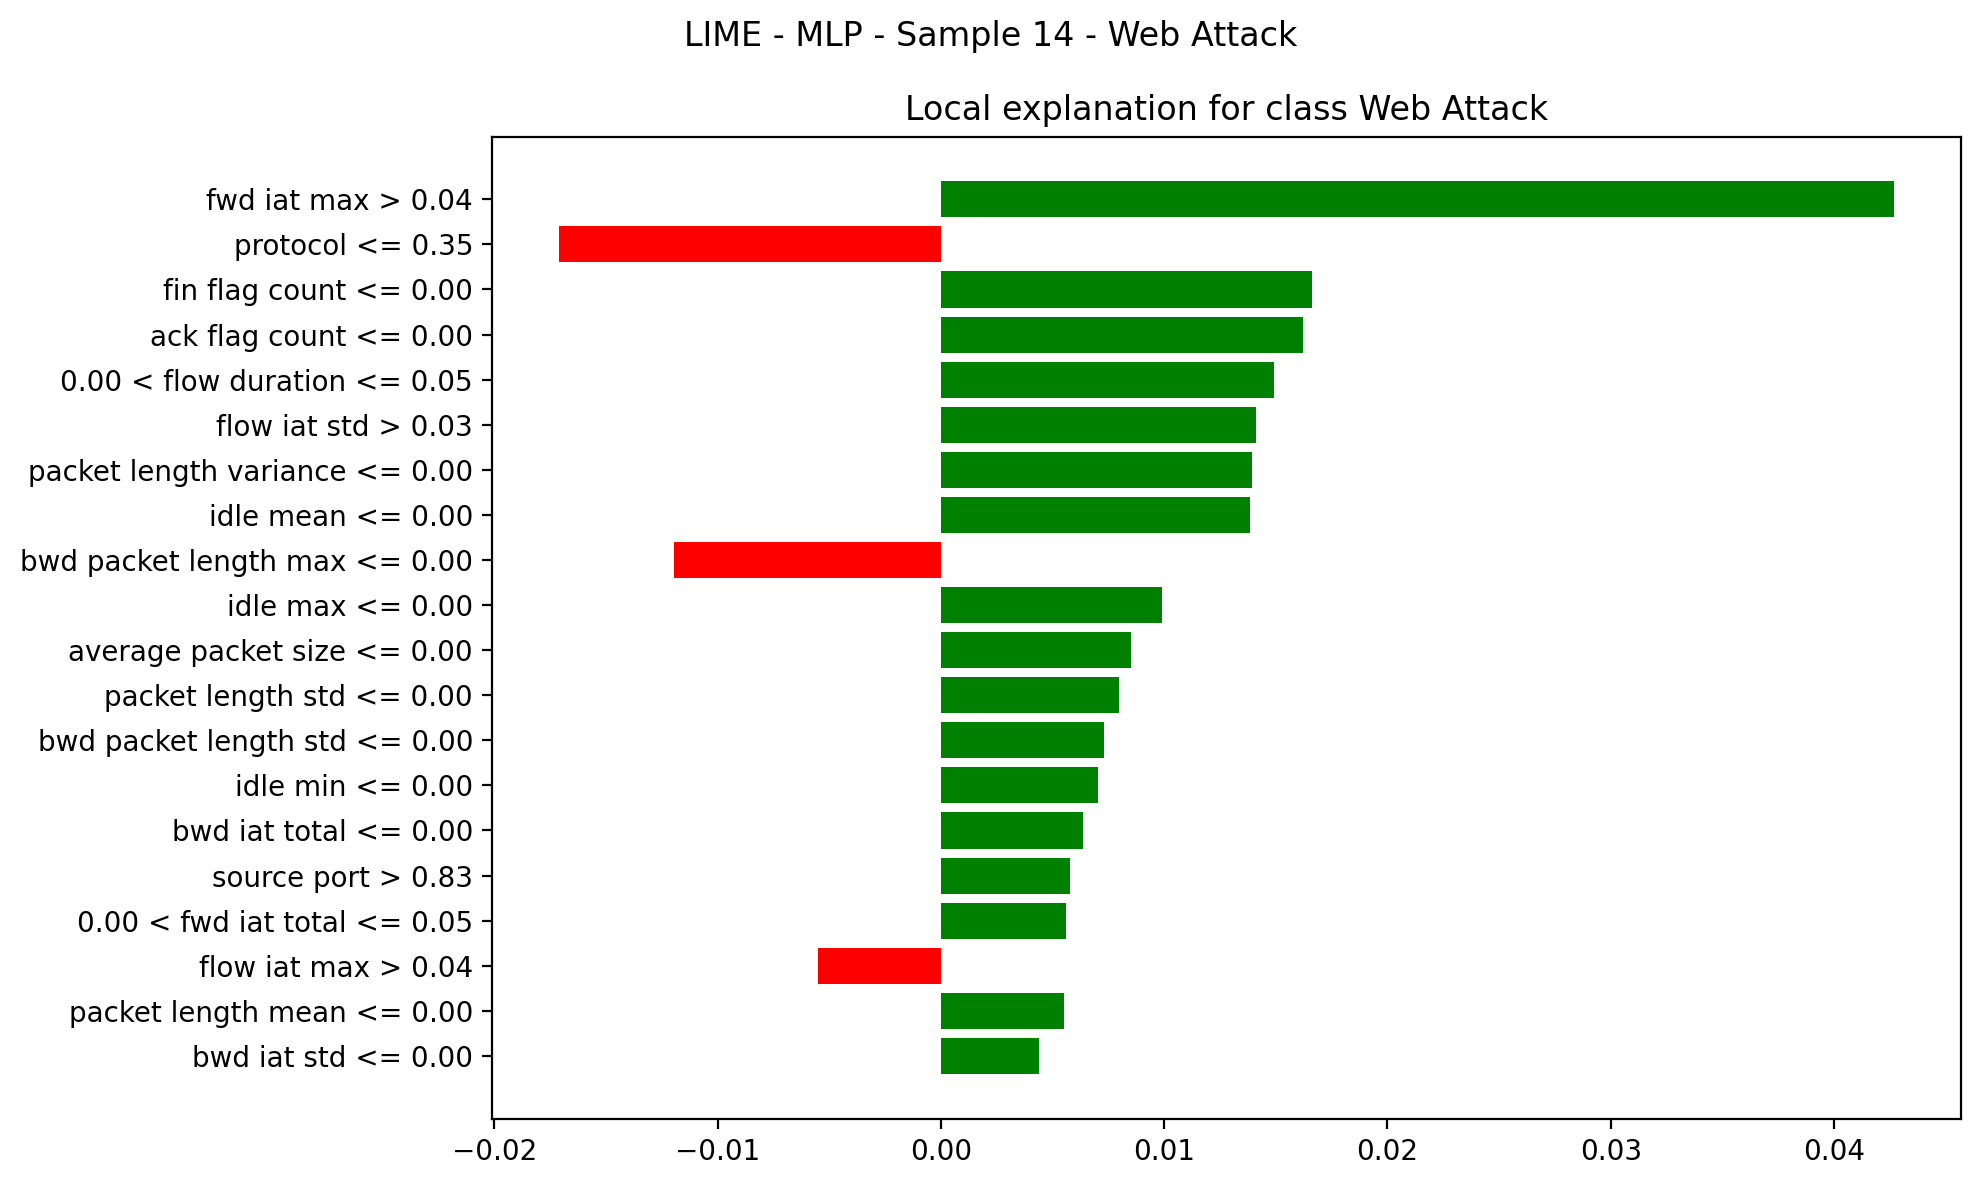 LIME - MLP - Sample 14 - Web Attack
Local explanation for class Web Attack
fwd iat max > 0.04
protocol <= 0.35
fin flag count <= 0.00
ack flag count <= 0.00
0.00 < flow duration <= 0.05
flow iat std > 0.03
packet length variance <= 0.00
idle mean <= 0.00
bwd packet length max <= 0.00
idle max <= 0.00
average packet size <= 0.00
packet length std <= 0.00
bwd packet length std <= 0.00
idle min <= 0.00
bwd iat total <= 0.00
source port > 0.83
0.00 < fwd iat total <= 0.05
flow iat max > 0.04
packet length mean <= 0.00
bwd iat std <= 0.00
−0.02 −0.01 0.00 0.01 0.02 0.03 0.04